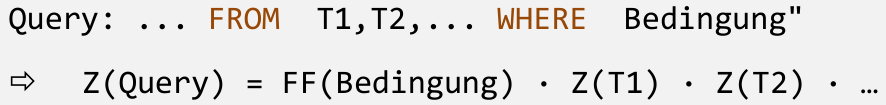 Query: ... FROM T1,T2,... WHERE Bedingung"
⇨ Z(Query) = FF(Bedingung) · Z(T1) · Z(T2) · …